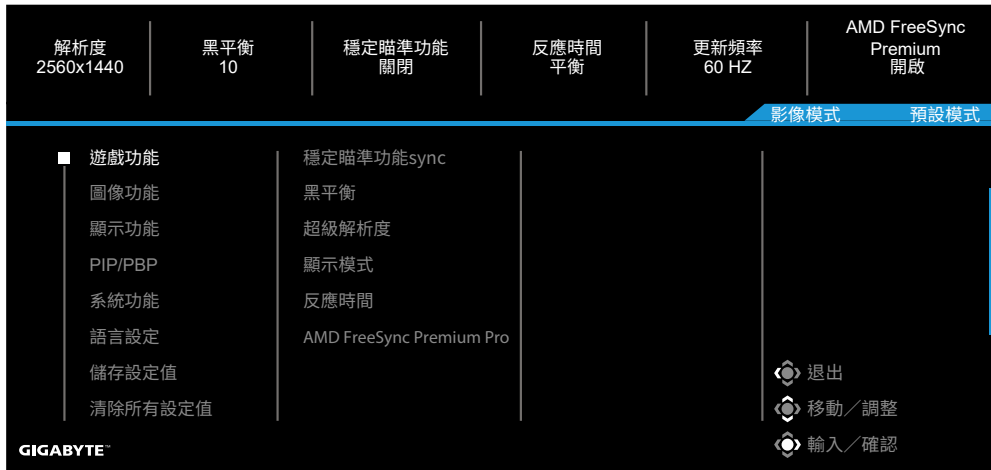 解析度
2560x1440
黑平衡
10
穩定瞄準功能
關閉
反應時間
平衡
更新頻率
60 HZ
AMD FreeSync
Premium
開啟
影像模式 預設模式
遊戲功能
圖像功能
顯示功能
PIP/PBP
系統功能
語言設定
儲存設定值
清除所有設定值
穩定瞄準功能sync
黑平衡
超級解析度
顯示模式
反應時間
AMD FreeSync Premium Pro
退出
移動／調整
輸入／確認
GIGABYTE™